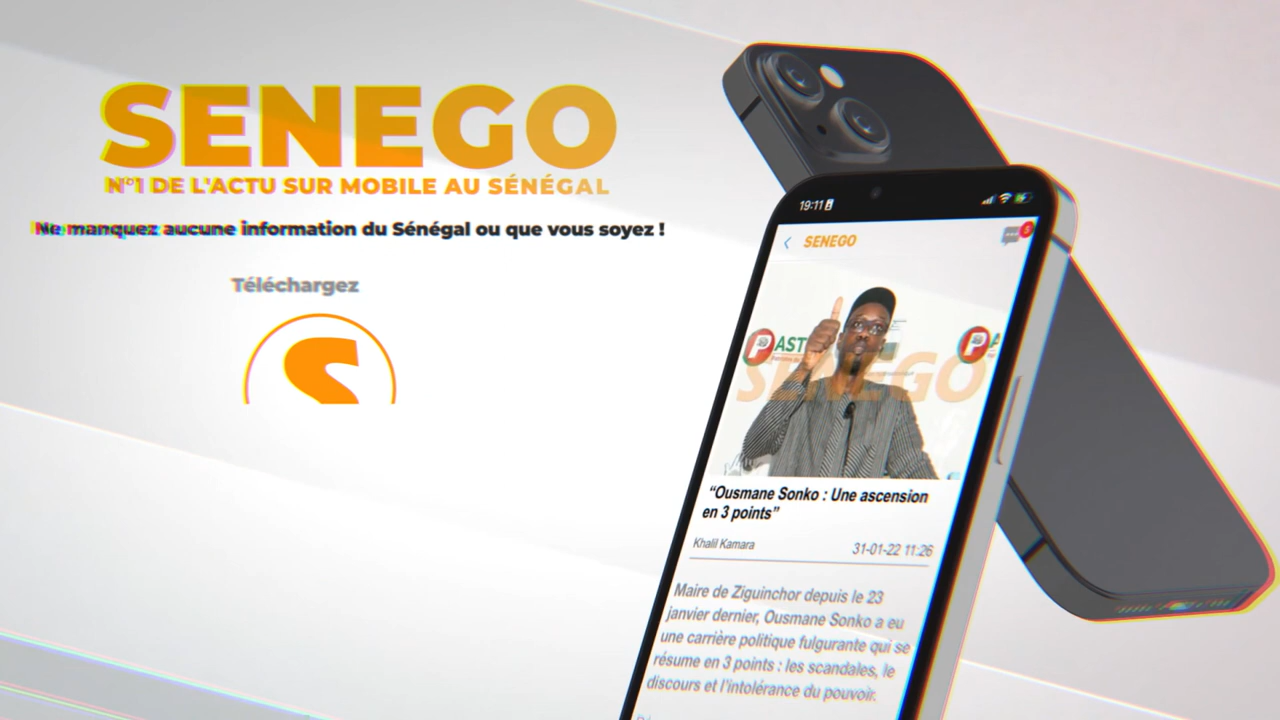 SENEGO
N°1 DE L'ACTU SUR MOBILE AU SÉNÉGAL
Ne manquez aucune information du Sénégal ou que vous soyez !
Téléchargez
19:11
SENEGO
PAST
SENEGO
“Ousmane Sonko : Une ascension
en 3 points”
Khalil Kamara
31-01-22 11:26
Maire de Ziguinchor depuis le 23
janvier dernier, Ousmane Sonko a eu
une carrière politique fulgurante qui se
résume en 3 points : les scandales, le
discours et l'intolérance du pouvoir.